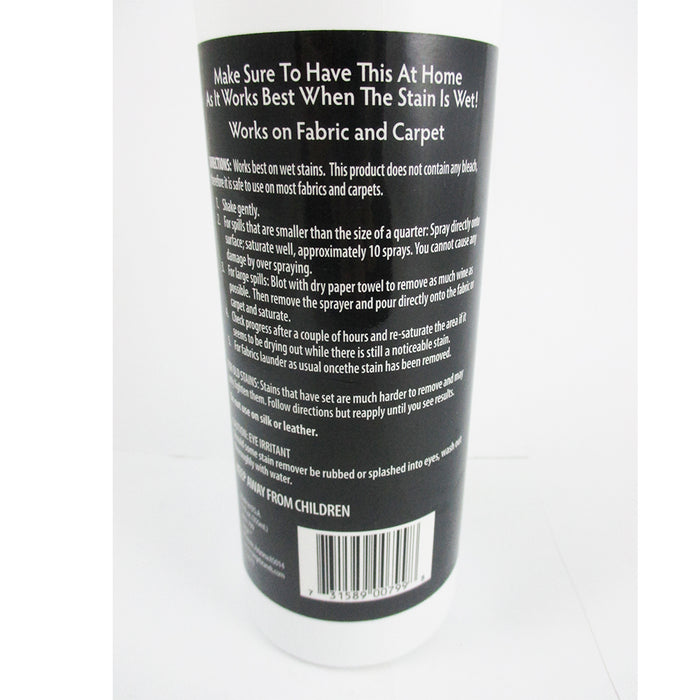 Make Sure To Have This At Home
As It Works Best When The Stain Is Wet!
Works on Fabric and Carpet
DIRECTIONS: Works best on wet stains. This product does not contain any bleach,
therefore it is safe to use on most fabrics and carpets.
1. Shake gently.
2. For spills that are smaller than the size of a quarter: Spray directly onto
surface; saturate well, approximately 10 sprays. You cannot cause any
damage by over spraying.
3. For large spills: Blot with dry paper towel to remove as much wine as
possible. Then remove the sprayer and pour directly onto the fabric or
carpet and saturate.
4. Check progress after a couple of hours and re-saturate the area if it
seems to be drying out while there is still a noticeable stain.
5. For fabrics launder as usual oncethe stain has been removed.
OLD STAINS: Stains that have set are much harder to remove and may
lighten them. Follow directions but reapply until you see results.
not use on silk or leather.
EYE IRRITANT
some stain remover be rubbed or splashed into eyes, wash out
with water.
AWAY FROM CHILDREN
7 31589 00799 8